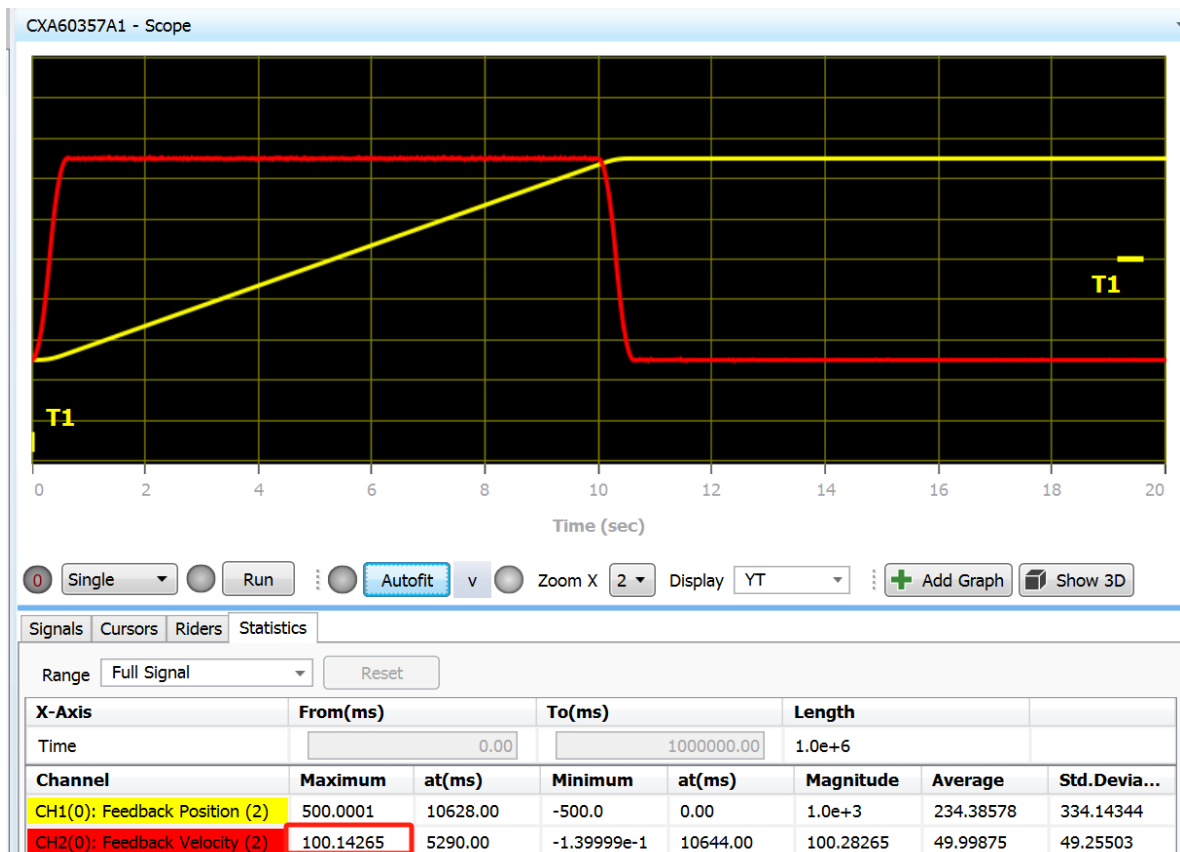 CXA60357A1 - Scope
T1
T1
0 2 4 6 8 10 12 14 16 18 20
Time (sec)
0 Single Run Autofit v Zoom X 2 Display YT Add Graph Show 3D
Signals Cursors Riders Statistics
Range Full Signal Reset
X-Axis From(ms) To(ms) Length
Time 0.00 1000000.00 1.0e+6
Channel Maximum at(ms) Minimum at(ms) Magnitude Average Std.Devia...
CH1(0): Feedback Position (2) 500.0001 10628.00 -500.0 0.00 1.0e+3 234.38578 334.14344
CH2(0): Feedback Velocity (2) 100.14265 5290.00 -1.39999e-1 10644.00 100.28265 49.99875 49.25503